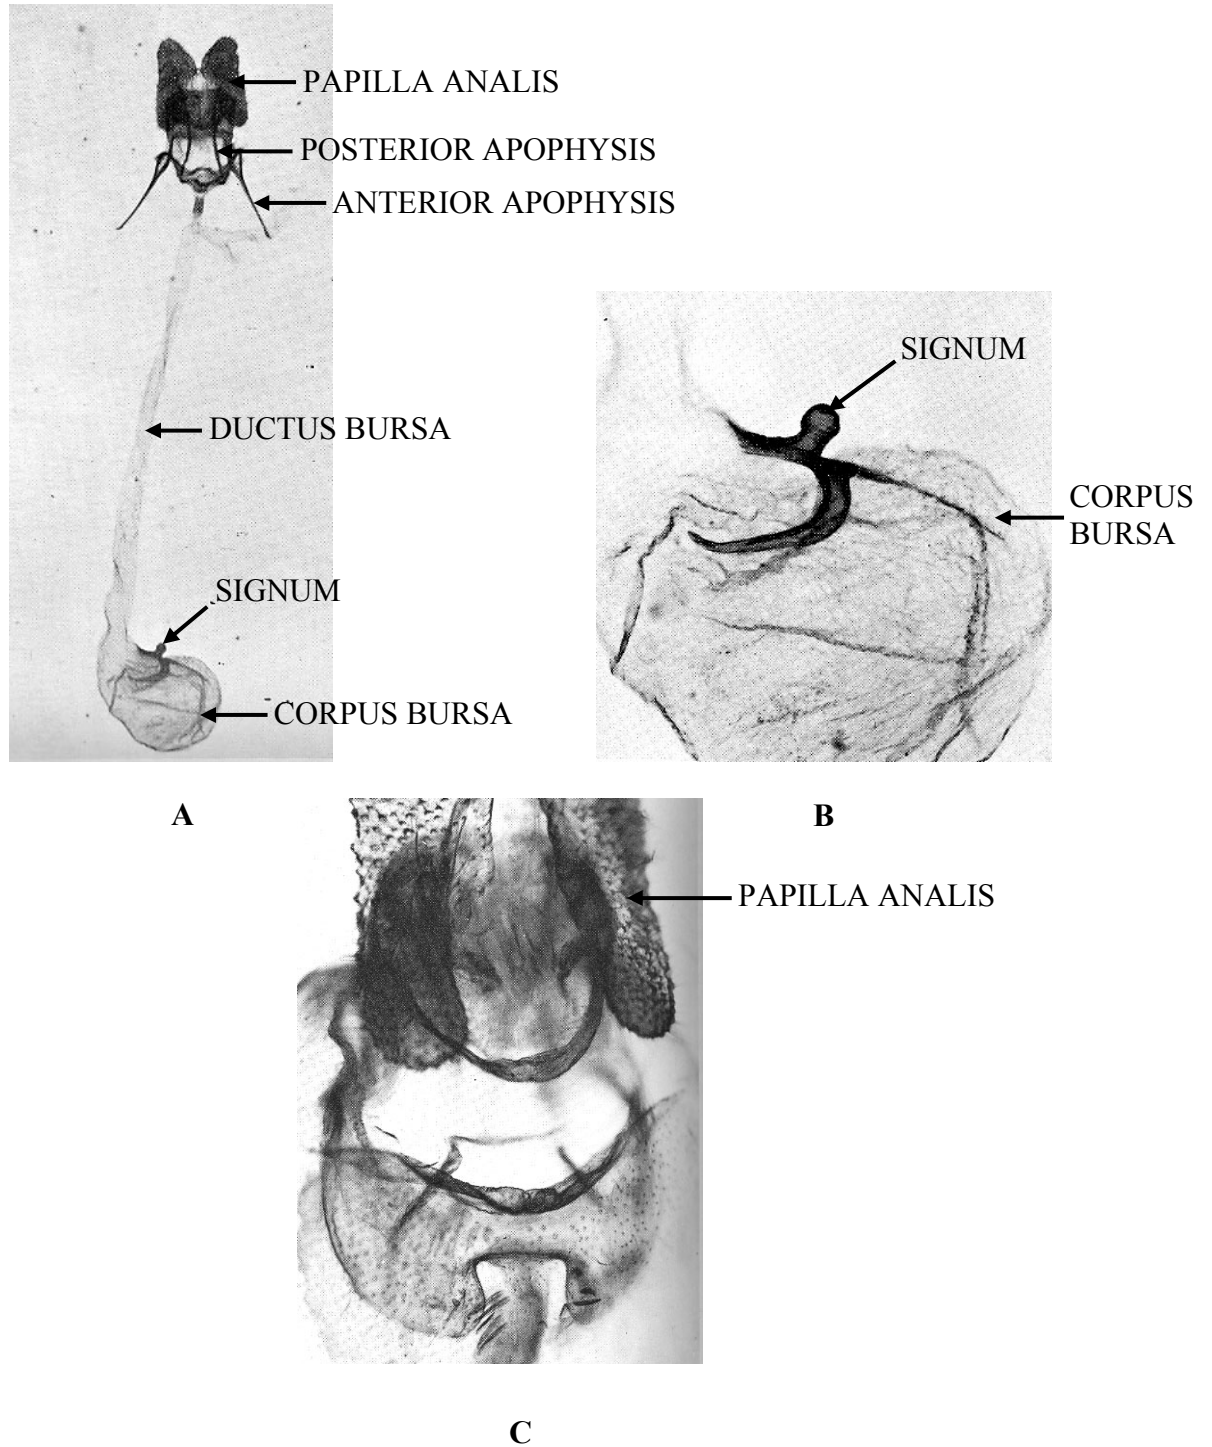 PAPILLA ANALIS
POSTERIOR APOPHYSIS
ANTERIOR APOPHYSIS
DUCTUS BURSA
SIGNUM
CORPUS BURSA
A
SIGNUM
CORPUS
BURSA
B
PAPILLA ANALIS
C